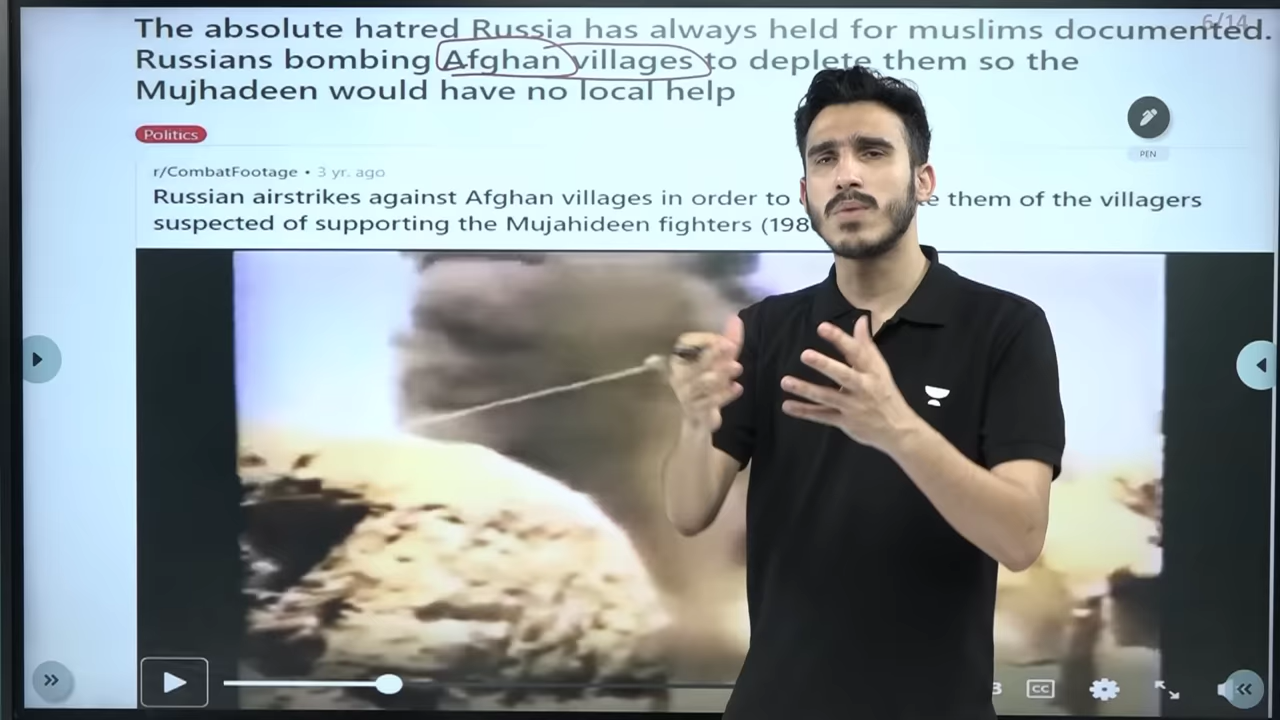 6/14
The absolute hatred Russia has always held for muslims documented.
Russians bombing Afghan villages to deplete them so the
Mujhadeen would have no local help
PEN
Politics
r/CombatFootage • 3 yr. ago
Russian airstrikes against Afghan villages in order to them of the villagers
suspected of supporting the Mujahideen fighters (198
CC